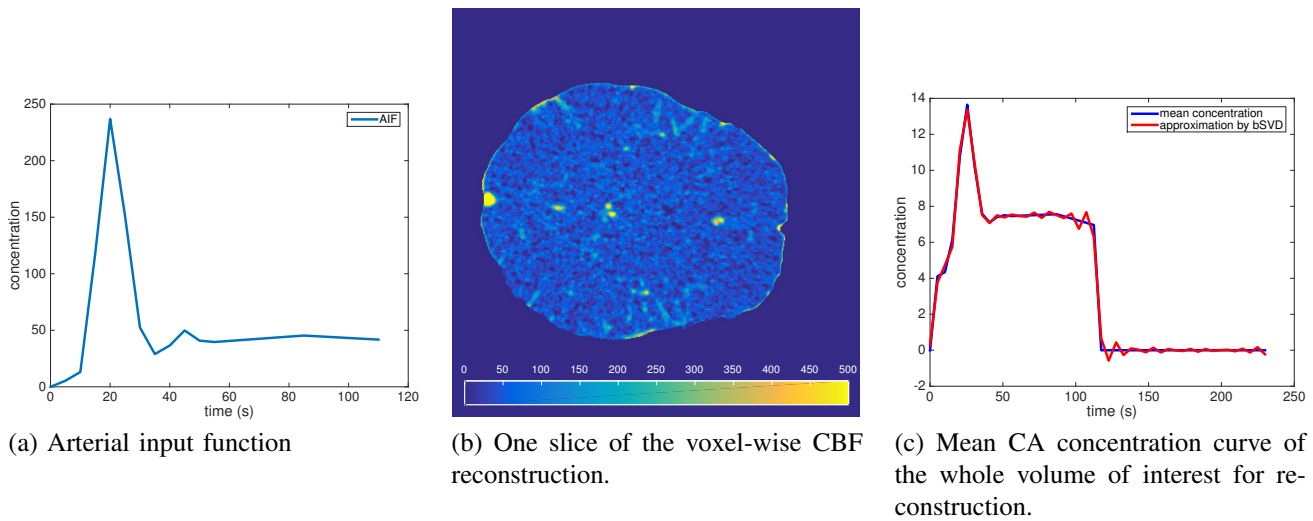 250
200
150
100
50
0
concentration
0 20 40 60 80 100 120
time (s)
AIF
(a) Arterial input function
0 50 100 150 200 250 300 350 400 450 500
(b) One slice of the voxel-wise CBF
reconstruction.
14
12
10
8
6
4
2
0
-2
concentration
0 50 100 150 200 250
time (s)
mean concentration
approximation by bSVD
(c) Mean CA concentration curve of
the whole volume of interest for re-
construction.